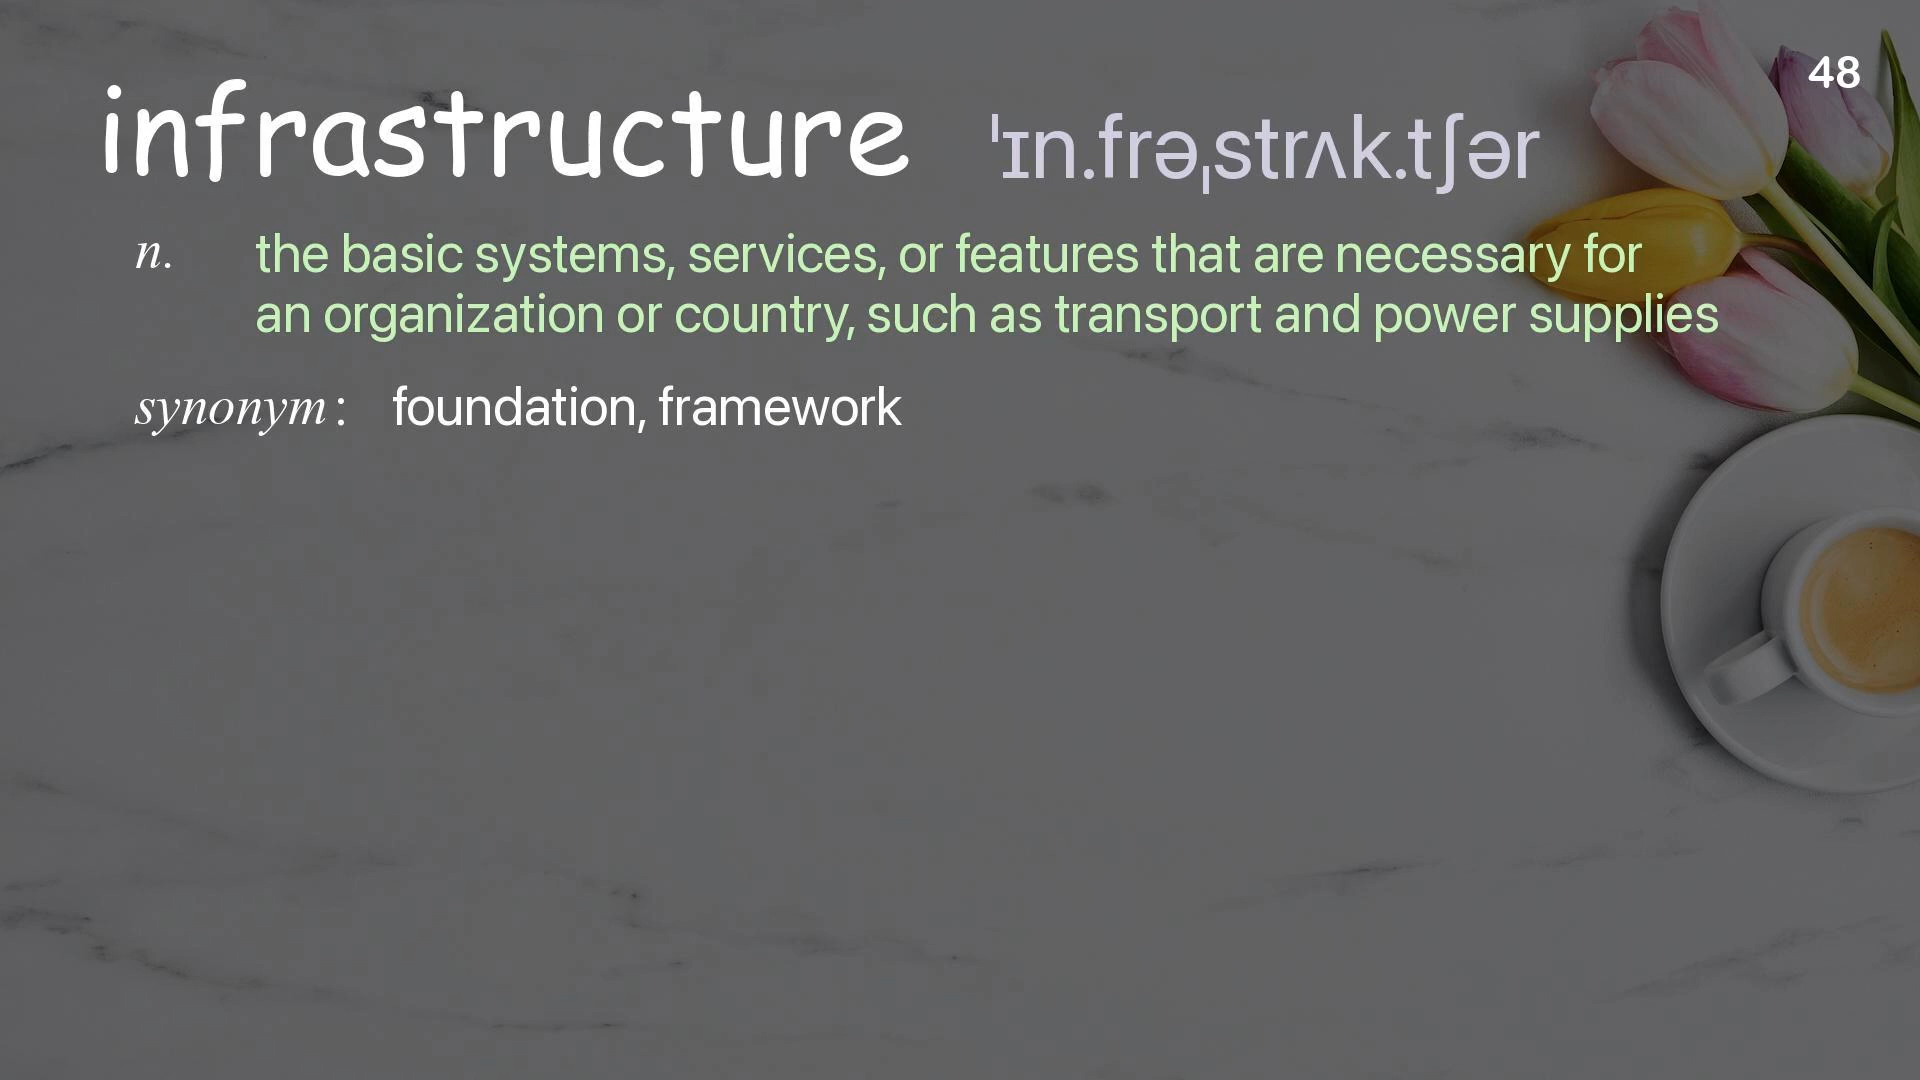 48
infrastructure ˈɪn.frəˌstrʌk.tʃər
n. the basic systems, services, or features that are necessary for
an organization or country, such as transport and power supplies
synonym: foundation, framework